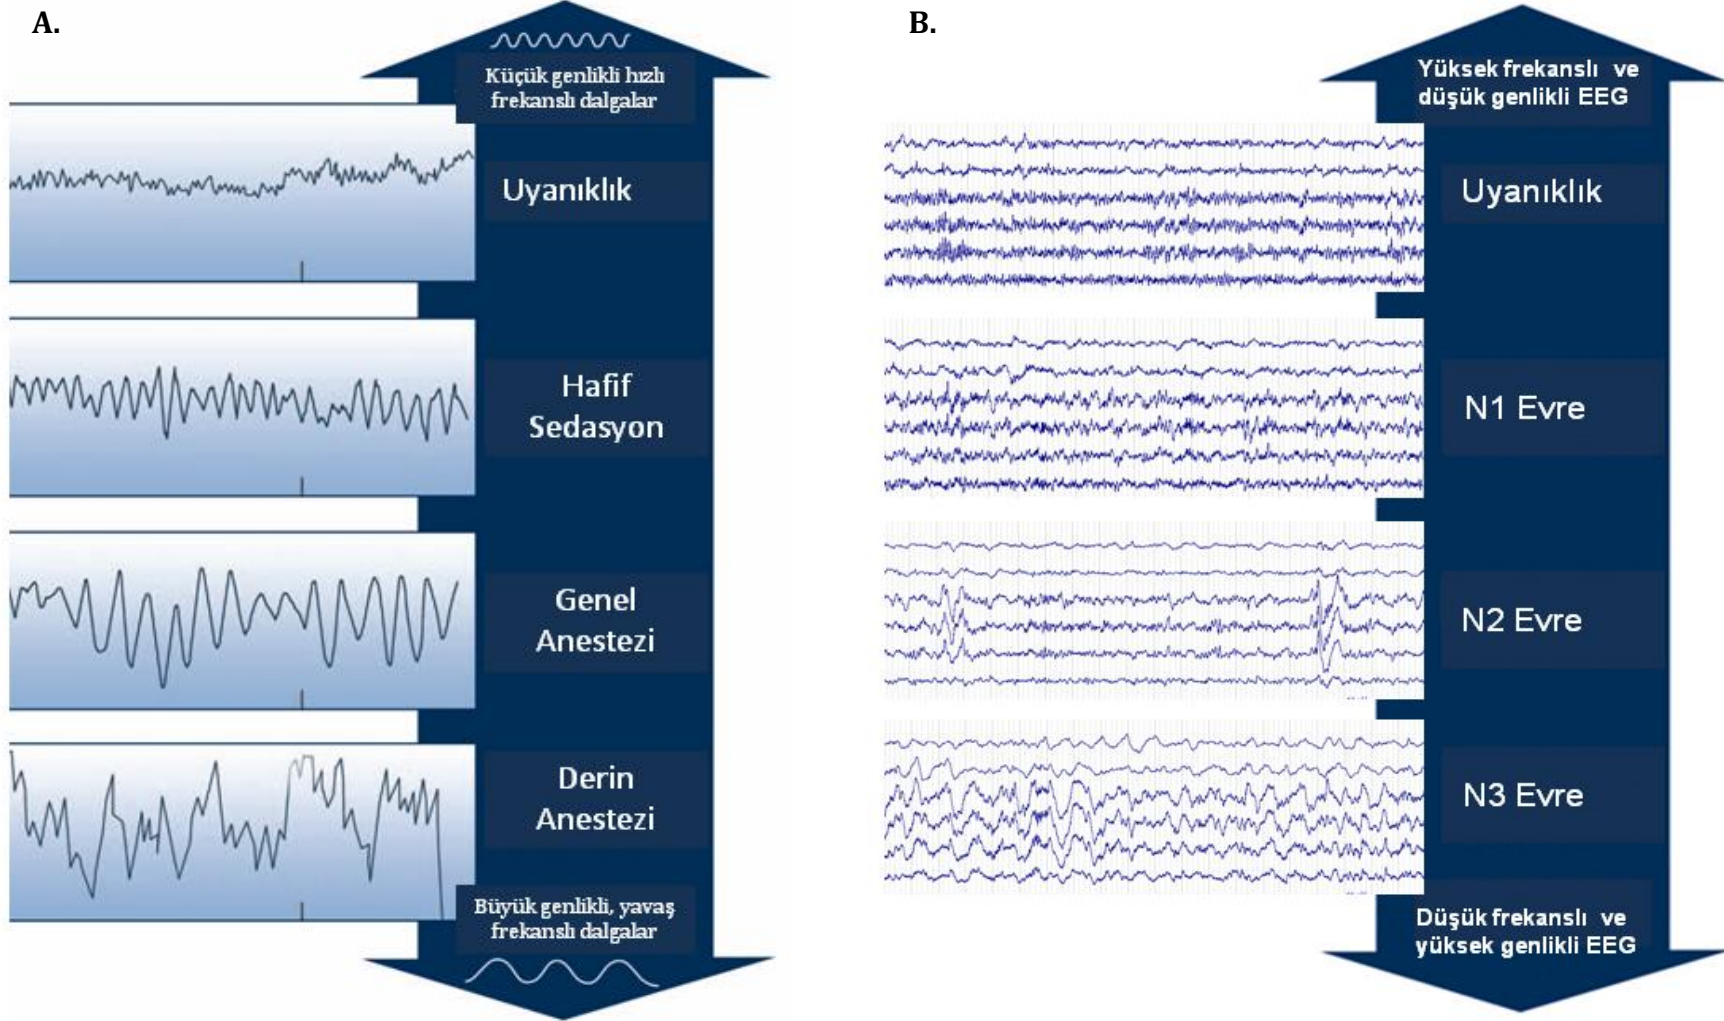 A.
Küçük genlikli hızlı
frekanslı dalgalar
Uyanıklık
Hafif
Sedasyon
Genel
Anestezi
Derin
Anestezi
Büyük genlikli, yavaş
frekanslı dalgalar
B.
Yüksek frekanslı ve
düşük genlikli EEG
Uyanıklık
N1 Evre
N2 Evre
N3 Evre
Düşük frekanslı ve
yüksek genlikli EEG